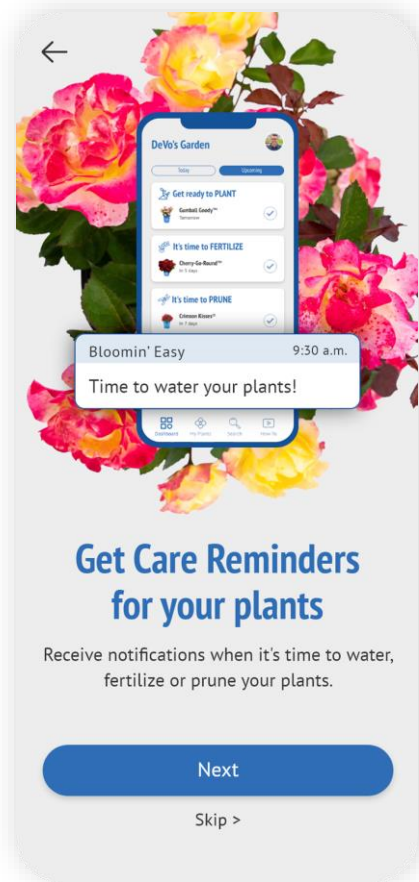 DeVo's Garden
Today
Upcoming
Get ready to PLANT
Gumball Goody™
Tomorrow
It's time to FERTILIZE
Cherry-Go-Round™
In 5 days
It's time to PRUNE
Crimson Kisses®
In 7 days
Bloomin' Easy 9:30 a.m.
Time to water your plants!
Dashboard My Plants Search How-To
Get Care Reminders
for your plants
Receive notifications when it's time to water,
fertilize or prune your plants.
Next
Skip >